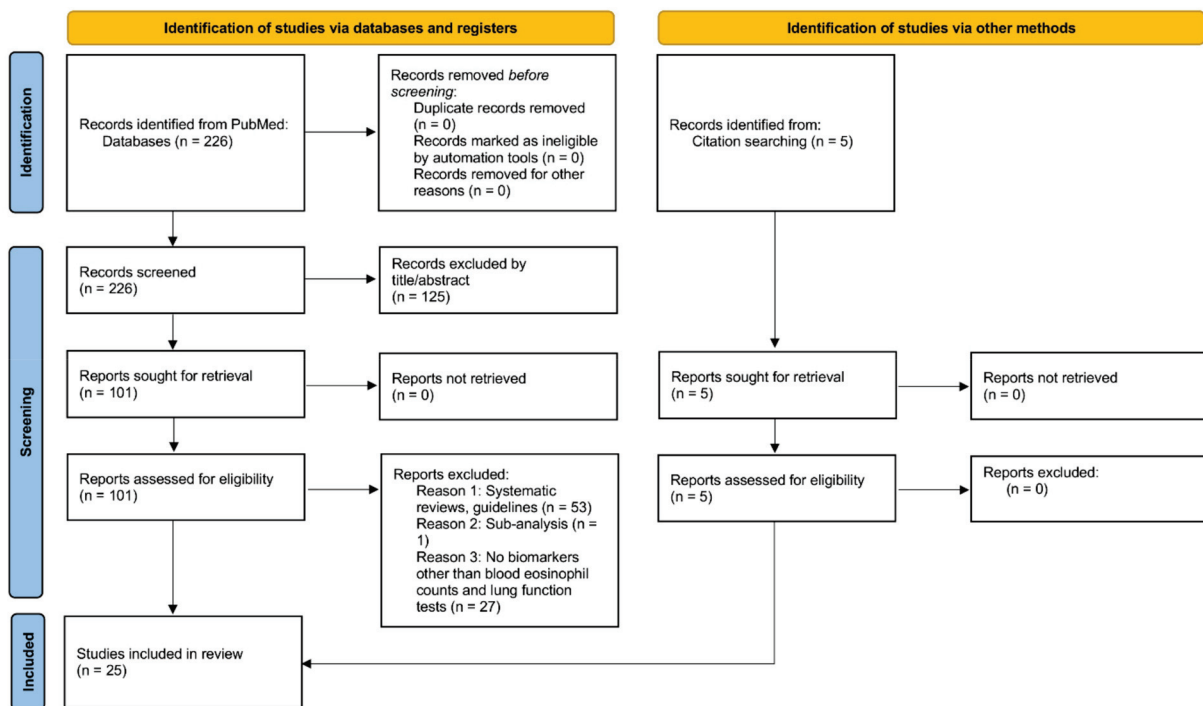 Identification of studies via databases and registers
Identification of studies via other methods
Identification
Records identified from PubMed:
Databases (n = 226)
Records removed before
screening:
Duplicate records removed
(n = 0)
Records marked as ineligible
by automation tools (n = 0)
Records removed for other
reasons (n = 0)
Records identified from:
Citation searching (n = 5)
Screening
Records screened
(n = 226)
Records excluded by
title/abstract
(n = 125)
Reports sought for retrieval
(n = 101)
Reports not retrieved
(n = 0)
Reports sought for retrieval
(n = 5)
Reports not retrieved
(n = 0)
Reports assessed for eligibility
(n = 101)
Reports excluded:
Reason 1: Systematic
reviews, guidelines (n = 53)
Reason 2: Sub-analysis (n =
1)
Reason 3: No biomarkers
other than blood eosinophil
counts and lung function
tests (n = 27)
Reports assessed for eligibility
(n = 5)
Reports excluded:
(n = 0)
Included
Studies included in review
(n = 25)